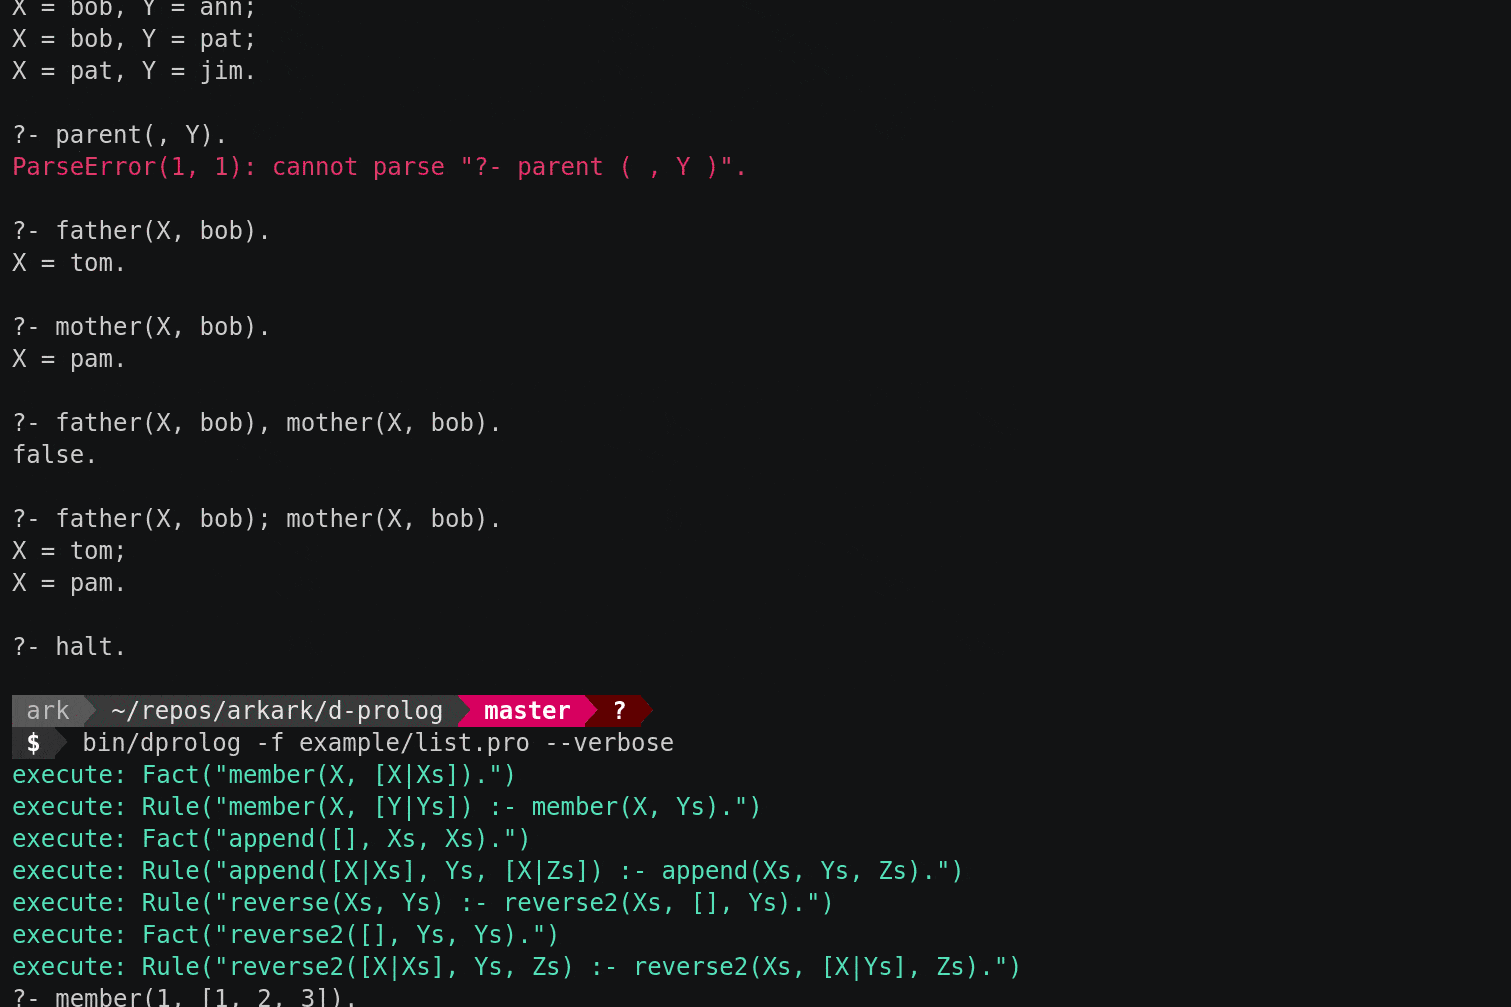 X = bob, Y = ann;
X = bob, Y = pat;
X = pat, Y = jim.
?- parent(, Y).
ParseError(1, 1): cannot parse "?- parent ( , Y )".
?- father(X, bob).
X = tom.
?- mother(X, bob).
X = pam.
?- father(X, bob), mother(X, bob).
false.
?- father(X, bob); mother(X, bob).
X = tom;
X = pam.
?- halt.
ark ~/repos/arkark/d-prolog master ?
$ bin/dprolog -f example/list.pro --verbose
execute: Fact("member(X, [X|Xs]).")
execute: Rule("member(X, [Y|Ys]) :- member(X, Ys).")
execute: Fact("append([], Xs, Xs).")
execute: Rule("append([X|Xs], Ys, [X|Zs]) :- append(Xs, Ys, Zs).")
execute: Rule("reverse(Xs, Ys) :- reverse2(Xs, [], Ys).")
execute: Fact("reverse2([], Ys, Ys).")
execute: Rule("reverse2([X|Xs], Ys, Zs) :- reverse2(Xs, [X|Ys], Zs).")
?- member(1, [1, 2, 3]).